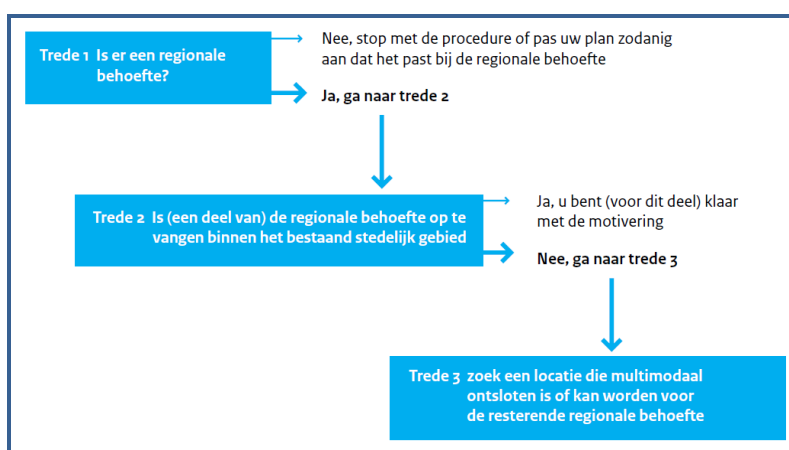 Trede 1 Is er een regionale
behoefte?
Nee, stop met de procedure of pas uw plan zodanig
aan dat het past bij de regionale behoefte
Ja, ga naar trede 2
Trede 2 Is (een deel van) de regionale behoefte op te
vangen binnen het bestaand stedelijk gebied
Ja, u bent (voor dit deel) klaar
met de motivering
Nee, ga naar trede 3
Trede 3 zoek een locatie die multimodaal
ontsloten is of kan worden voor
de resterende regionale behoefte